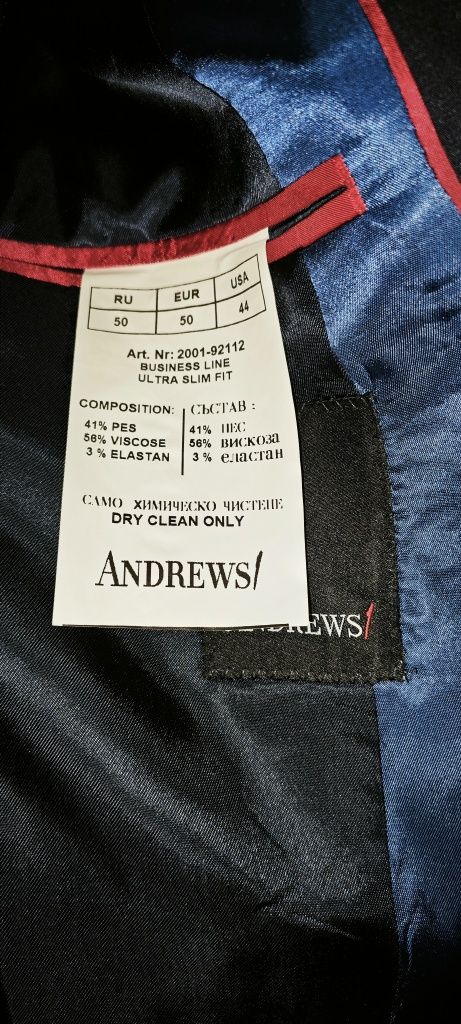 RU EUR USA
50 50 44
Art. Nr: 2001-92112
BUSINESS LINE
ULTRA SLIM FIT
COMPOSITION:
41% PES
56% VISCOSE
3 % ELASTAN
СЪСТАВ :
41% ПЕС
56% вискоза
3 % еластан
САМО ХИМИЧЕСКО ЧИСТЕНЕ
DRY CLEAN ONLY
ANDREWS/
ANDREWS/